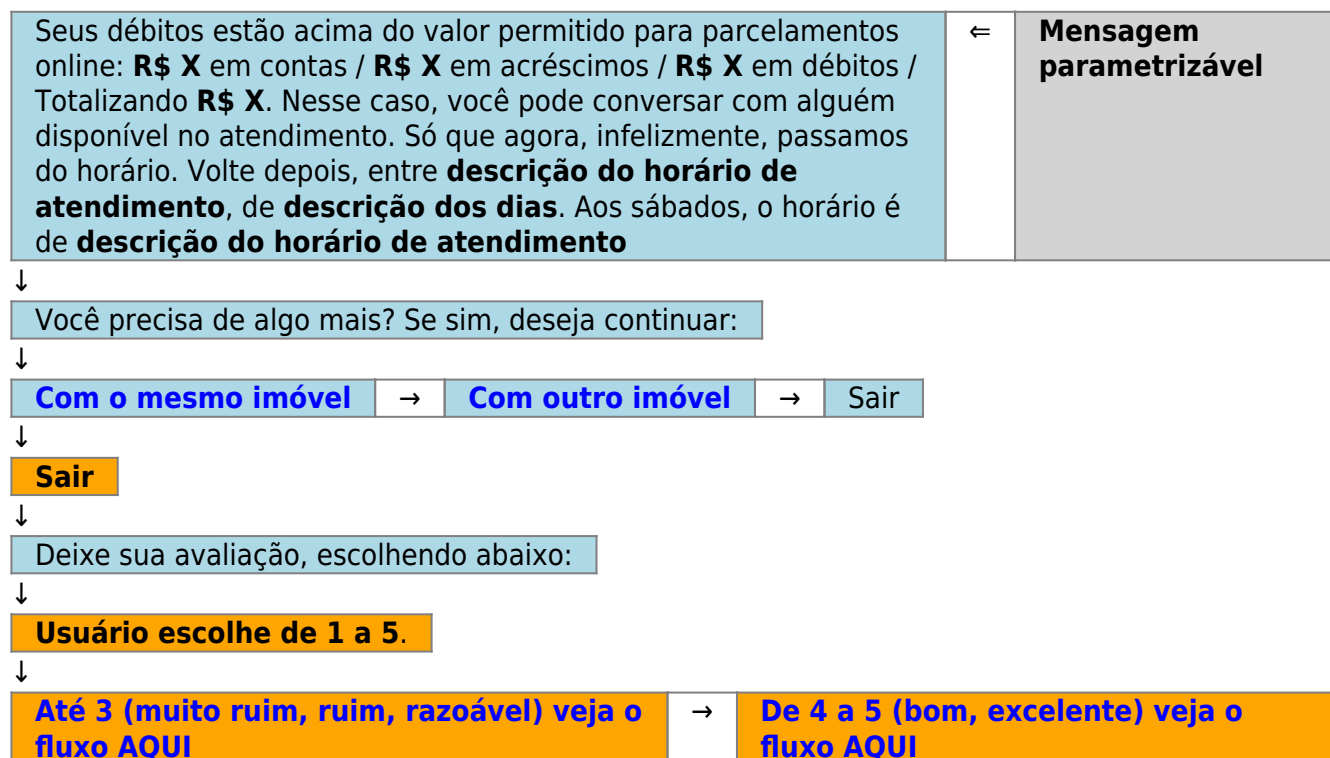 Seus débitos estão acima do valor permitido para parcelamentos
online: R$ X em contas / R$ X em acréscimos / R$ X em débitos /
Totalizando R$ X. Nesse caso, você pode conversar com alguém
disponível no atendimento. Só que agora, infelizmente, passamos
do horário. Volte depois, entre descrição do horário de
atendimento, de descrição dos dias. Aos sábados, o horário é
de descrição do horário de atendimento
⇐
Mensagem
parametrizável
↓
Você precisa de algo mais? Se sim, deseja continuar:
↓
Com o mesmo imóvel → Com outro imóvel → Sair
↓
Sair
↓
Deixe sua avaliação, escolhendo abaixo:
↓
Usuário escolhe de 1 a 5.
↓
Até 3 (muito ruim, ruim, razoável) veja o
fluxo AQUI
→
De 4 a 5 (bom, excelente) veja o
fluxo AQUI